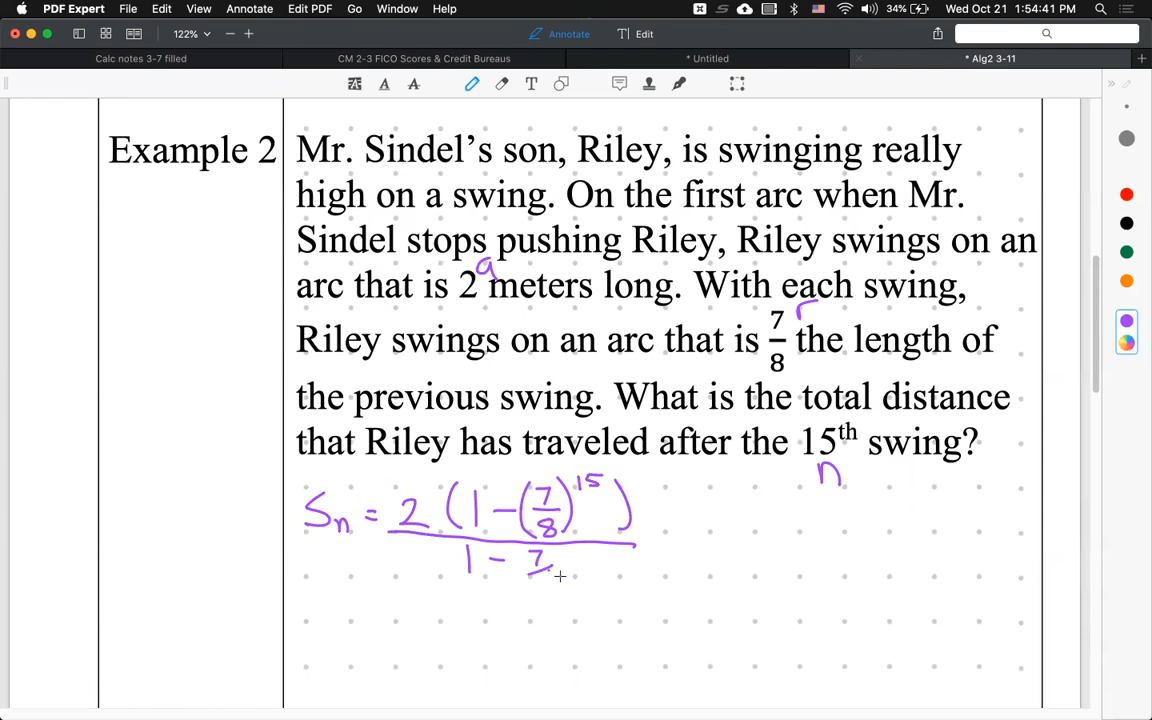 PDF Expert File Edit View Annotate Go Window Help 34% Wed Oct 21 1:54:41 PM
122% Annotate Edit
Calc notes 3-7 filled CM 2-3 FICO Scores & Credit Bureaus * Untitled * Alg2 3-11
Example 2 Mr. Sindel’s son, Riley, is swinging really
high on a swing. On the first arc when Mr.
Sindel stops pushing Riley, Riley swings on an
a
arc that is 2 meters long. With each swing,
r
Riley swings on an arc that is 7/8 the length of
the previous swing. What is the total distance
that Riley has traveled after the 15th swing?
n
Sn = 2 (1 - (7/8)^15)
1 - 7